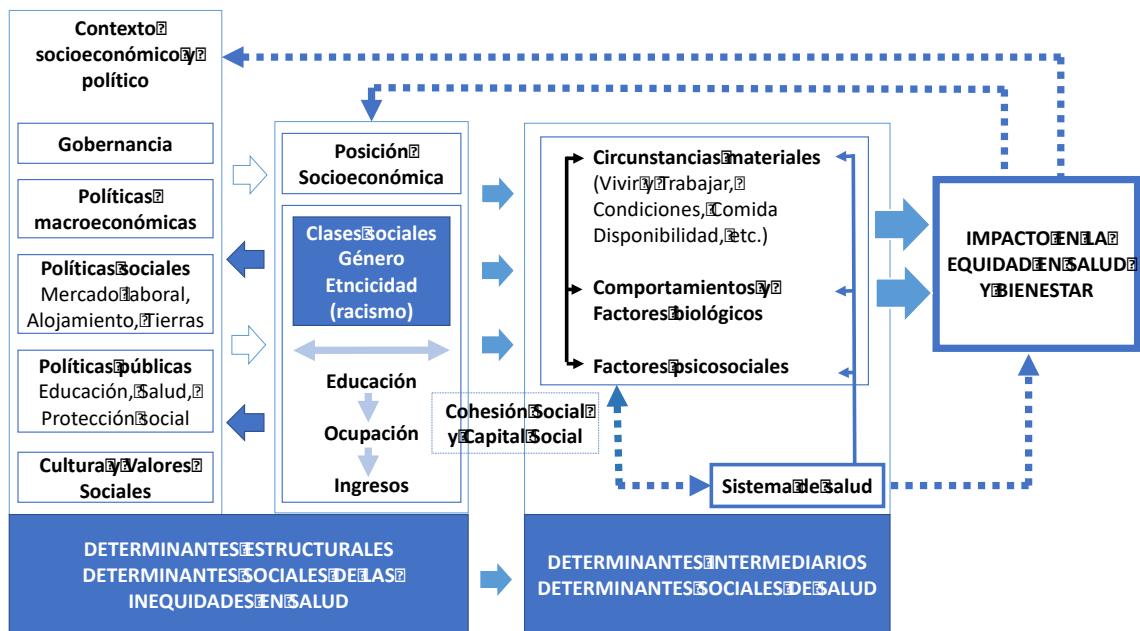 Contexto
socioeconómico y
político
Gobernancia
Políticas
macroeconómicas
Políticas sociales
Mercado laboral,
Alojamiento, Tierras
Políticas públicas
Educación, Salud,
Protección social
Cultura y Valores
Sociales
Posición
Socioeconómica
Clases sociales
Género
Etncicidad
(racismo)
Educación
Ocupación
Ingresos
Cohesión Social
y Capital Social
Circunstancias materiales
(Vivir y Trabajar,
Condiciones, Comida
Disponibilidad, etc.)
Comportamientos y
Factores biológicos
Factores psicosociales
Sistema de salud
IMPACTO EN LA
EQUIDAD EN SALUD
Y BIENESTAR
DETERMINANTES ESTRUCTURALES
DETERMINANTES SOCIALES DE LAS
INEQUIDADES EN SALUD
DETERMINANTES INTERMEDIARIOS
DETERMINANTES SOCIALES DE SALUD